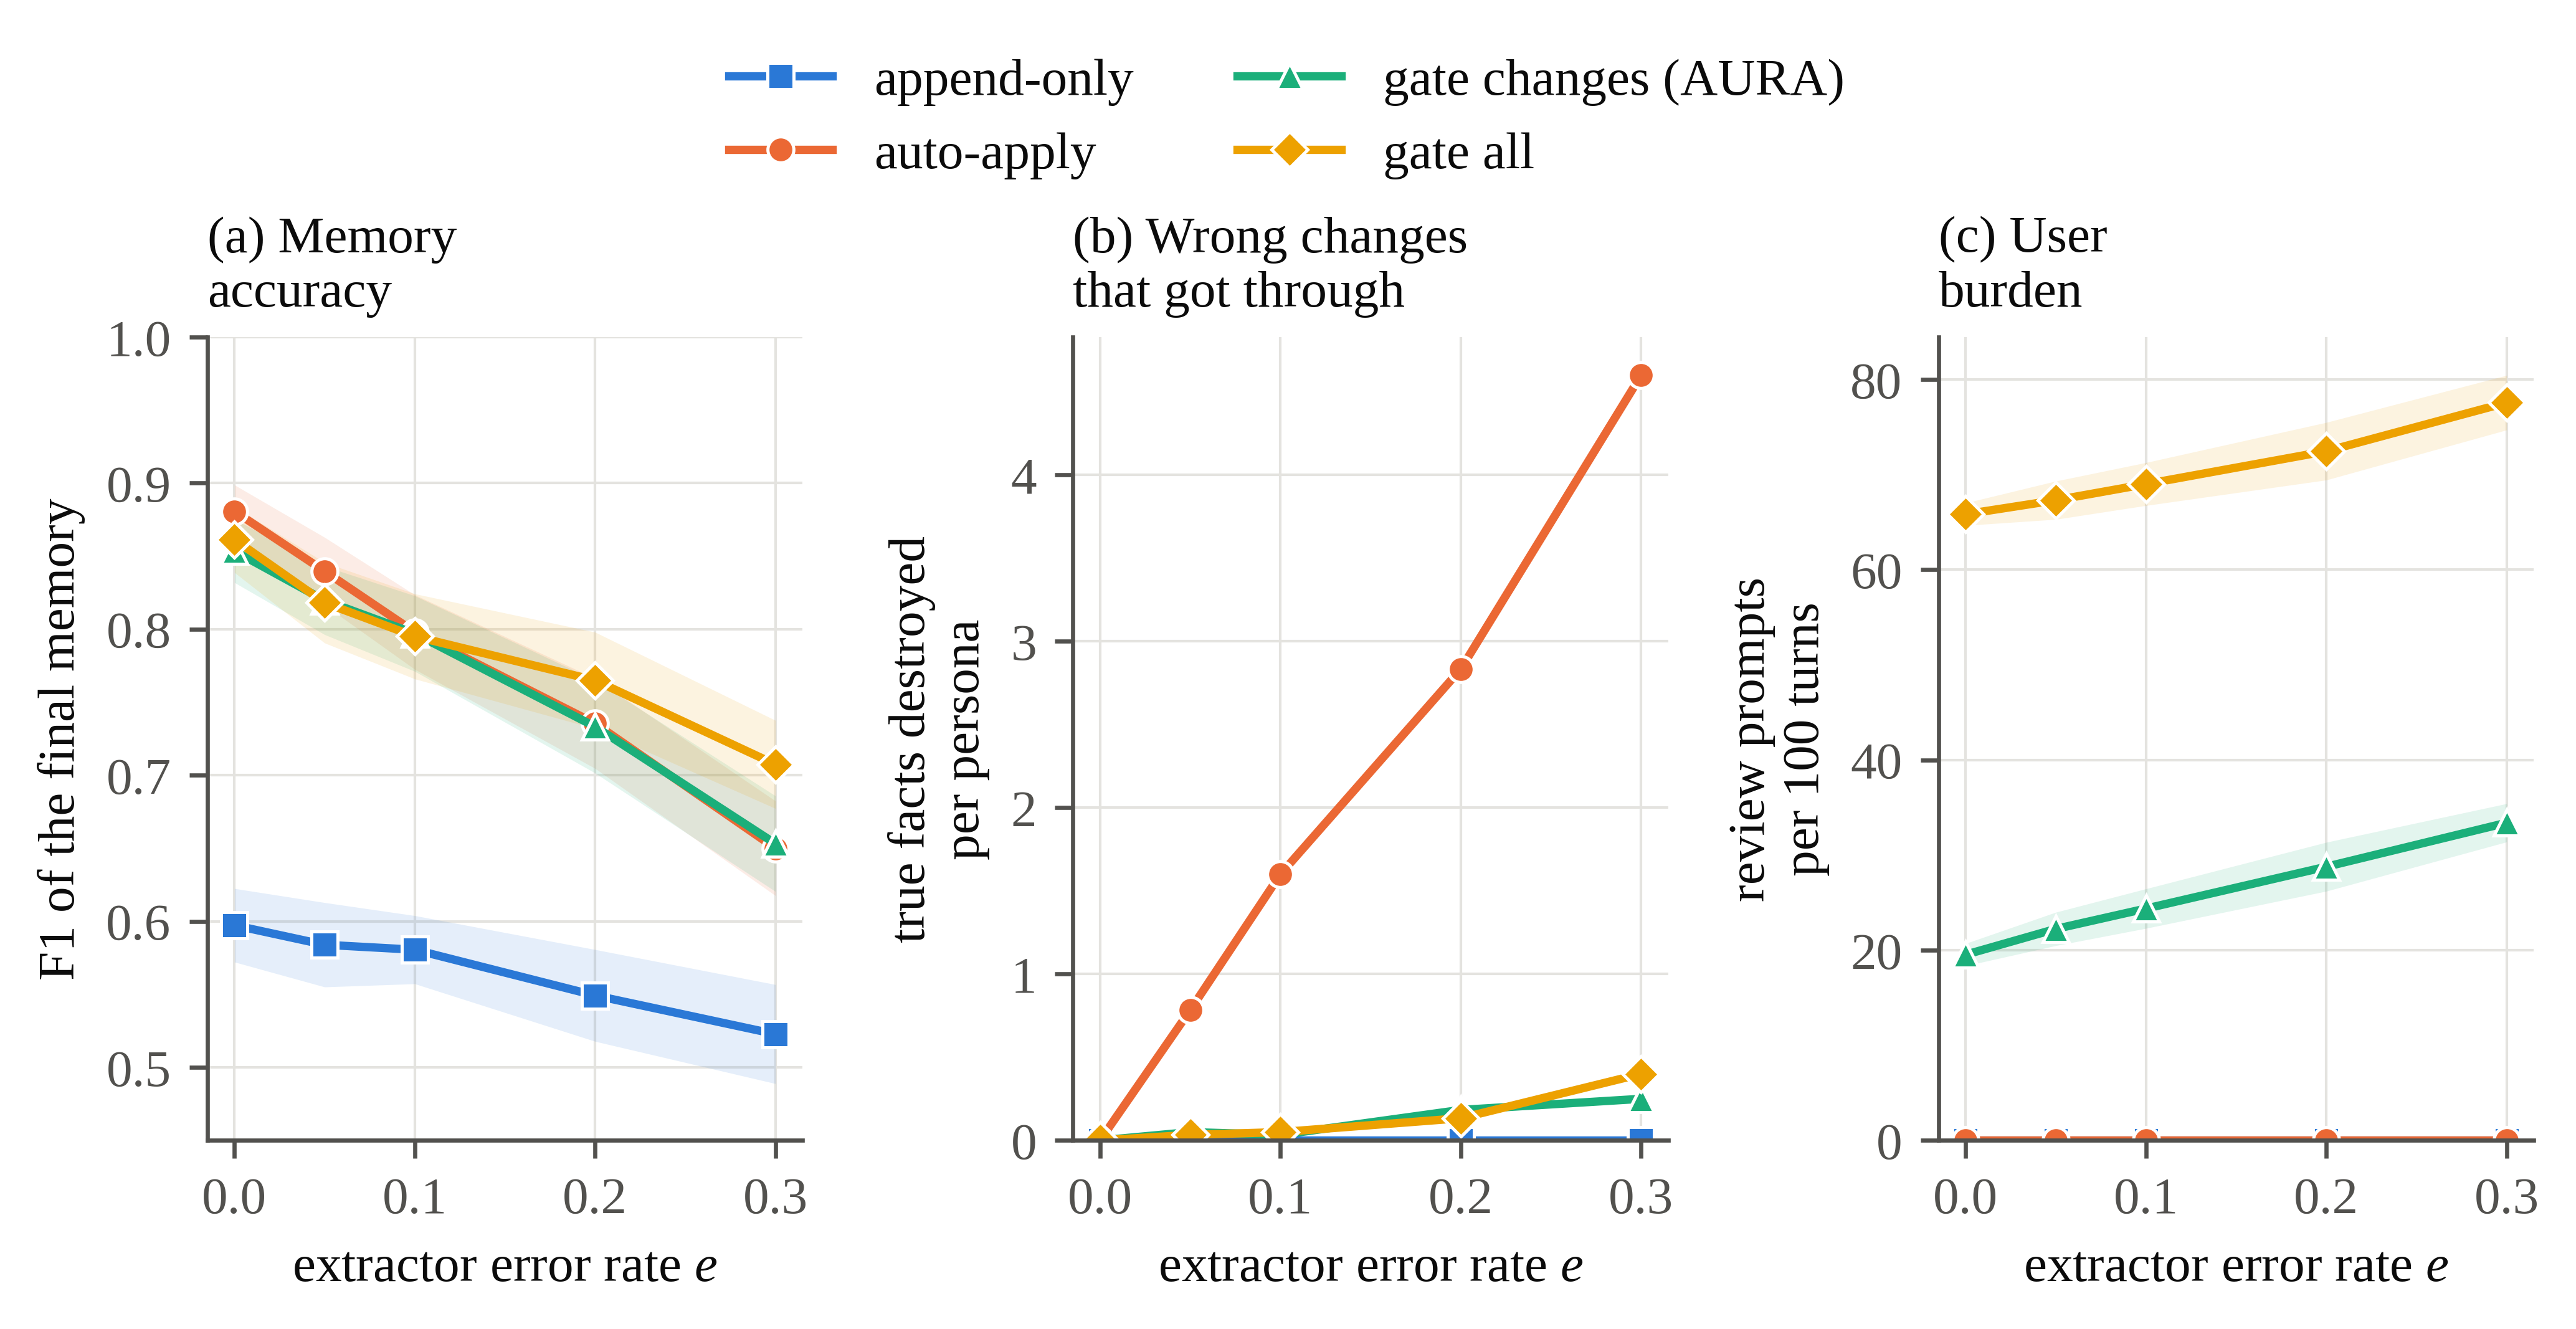 append-only
auto-apply
gate changes (AURA)
gate all
(a) Memory
accuracy
F1 of the final memory
1.0
0.9
0.8
0.7
0.6
0.5
0.0
0.1
0.2
0.3
extractor error rate e
(b) Wrong changes
that got through
true facts destroyed
per persona
4
3
2
1
0
0.0
0.1
0.2
0.3
extractor error rate e
(c) User
burden
review prompts
per 100 turns
80
60
40
20
0
0.0
0.1
0.2
0.3
extractor error rate e